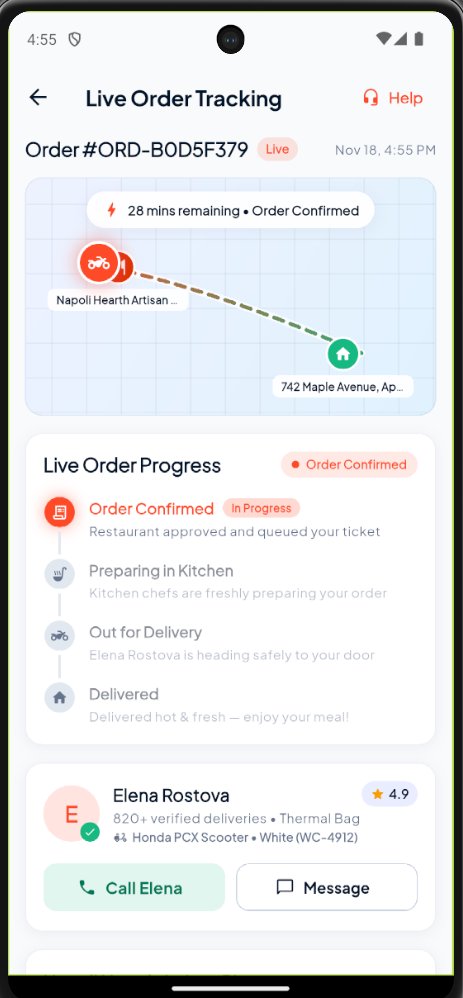 4:55
Live Order Tracking
Help
Order #ORD-B0D5F379
Live
Nov 18, 4:55 PM
28 mins remaining • Order Confirmed
Napoli Hearth Artisan ...
742 Maple Avenue, Ap...
Live Order Progress
Order Confirmed
Order Confirmed
In Progress
Restaurant approved and queued your ticket
Preparing in Kitchen
Kitchen chefs are freshly preparing your order
Out for Delivery
Elena Rostova is heading safely to your door
Delivered
Delivered hot & fresh — enjoy your meal!
E
Elena Rostova
4.9
820+ verified deliveries • Thermal Bag
Honda PCX Scooter • White (WC-4912)
Call Elena
Message